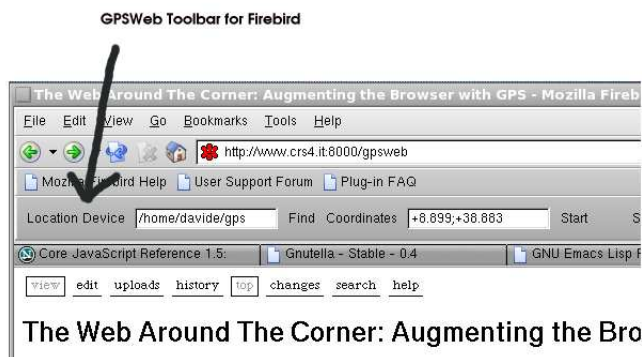 GPSWeb Toolbar for Firebird
The Web Around The Corner: Augmenting the Browser with GPS - Mozilla Fireb
File Edit View Go Bookmarks Tools Help
http://www.crs4.it:8000/gpsweb
Mozilla Firebird Help User Support Forum Plug-in FAQ
Location Device /home/davide/gps Find Coordinates +8.899;+38.883 Start S
Core JavaScript Reference 1.5: Gnutella - Stable - 0.4 GNU Emacs Lisp R
view edit uploads history top changes search help
The Web Around The Corner: Augmenting the Bro